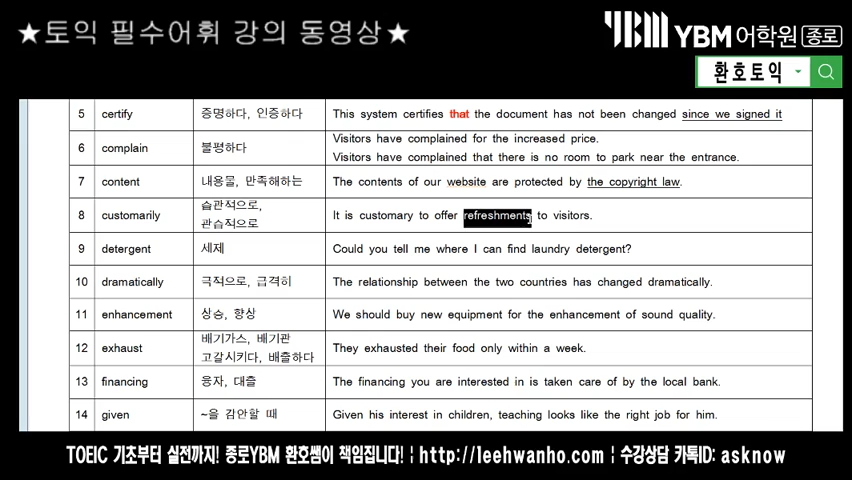 ★토익 필수어휘 강의 동영상★
YBM YBM어학원 종로
환호토익
5 certify 증명하다, 인증하다 This system certifies that the document has not been changed since we signed it
6 complain 불평하다 Visitors have complained for the increased price.
Visitors have complained that there is no room to park near the entrance.
7 content 내용물, 만족해하는 The contents of our website are protected by the copyright law.
8 customarily 습관적으로,
관습적으로 It is customary to offer refreshments to visitors.
9 detergent 세제 Could you tell me where I can find laundry detergent?
10 dramatically 극적으로, 급격히 The relationship between the two countries has changed dramatically.
11 enhancement 상승, 향상 We should buy new equipment for the enhancement of sound quality.
12 exhaust 배기가스, 배기관
고갈시키다, 배출하다 They exhausted their food only within a week.
13 financing 융자, 대출 The financing you are interested in is taken care of by the local bank.
14 given ~을 감안할 때 Given his interest in children, teaching looks like the right job for him.
TOEIC 기초부터 실전까지! 종로YBM 환호쌤이 책임집니다! ¦ http://leehwanho.com ¦ 수강상담 카톡ID: asknow